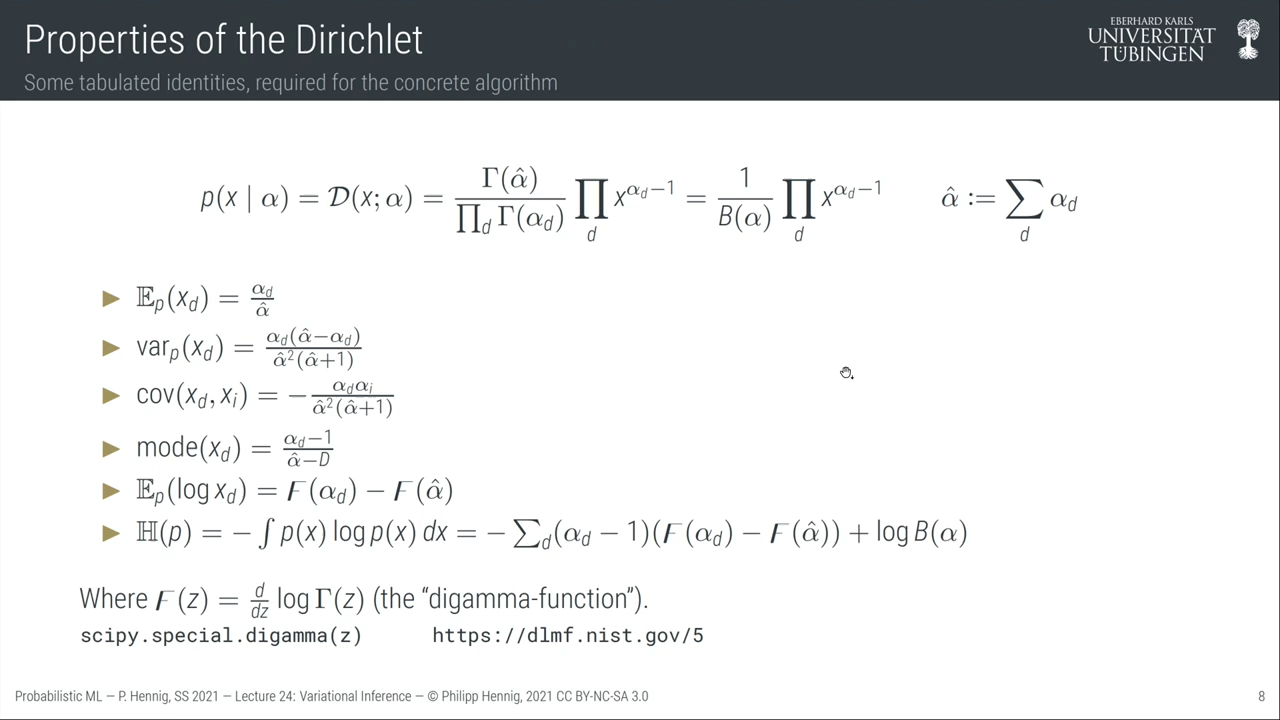 Properties of the Dirichlet
Some tabulated identities, required for the concrete algorithm
EBERHARD KARLS
UNIVERSITÄT
TÜBINGEN
p(x | α) = 𝒟(x; α) = Γ(α̂) / ∏_d Γ(α_d) ∏_d x^{α_d−1} = 1 / B(α) ∏_d x^{α_d−1} α̂ := ∑_d α_d
▶ 𝔼_p(x_d) = α_d / α̂
▶ var_p(x_d) = α_d(α̂−α_d) / α̂²(α̂+1)
▶ cov(x_d, x_i) = − α_dα_i / α̂²(α̂+1)
▶ mode(x_d) = α_d−1 / α̂−D
▶ 𝔼_p(log x_d) = Ϝ(α_d) − Ϝ(α̂)
▶ ℍ(p) = − ∫ p(x) log p(x) dx = − ∑_d(α_d − 1)(Ϝ(α_d) − Ϝ(α̂)) + log B(α)
Where Ϝ(z) = d/dz log Γ(z) (the “digamma-function”).
scipy.special.digamma(z) https://dlmf.nist.gov/5
Probabilistic ML — P. Hennig, SS 2021 — Lecture 24: Variational Inference — © Philipp Hennig, 2021 CC BY-NC-SA 3.0 8